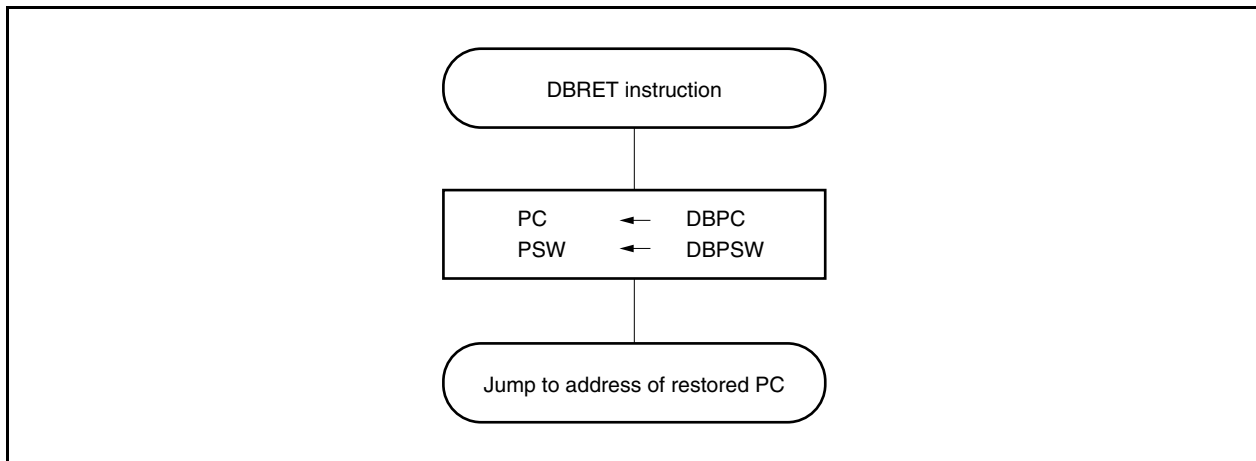 DBRET instruction
PC ← DBPC
PSW ← DBPSW
Jump to address of restored PC